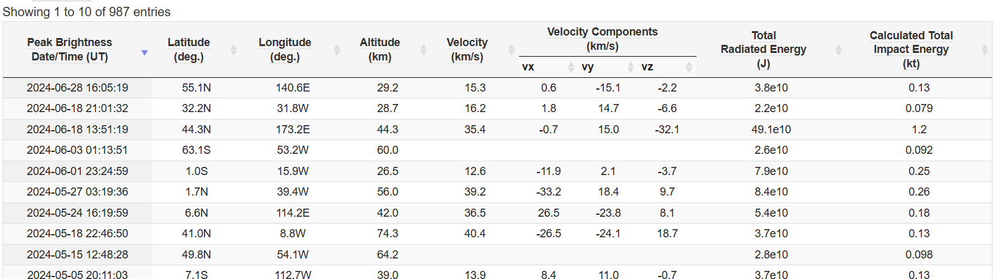 Showing 1 to 10 of 987 entries
Peak Brightness Date/Time (UT) Latitude (deg.) Longitude (deg.) Altitude (km) Velocity (km/s) Velocity Components (km/s) vx vy vz Total Radiated Energy (J) Calculated Total Impact Energy (kt)
2024-06-28 16:05:19 55.1N 140.6E 29.2 15.3 0.6 -15.1 -2.2 3.8e10 0.13
2024-06-18 21:01:32 32.2N 31.8W 28.7 16.2 1.8 14.7 -6.6 2.2e10 0.079
2024-06-18 13:51:19 44.3N 173.2E 44.3 35.4 -0.7 15.0 -32.1 49.1e10 1.2
2024-06-03 01:13:51 63.1S 53.2W 60.0 2.6e10 0.092
2024-06-01 23:24:59 1.0S 15.9W 26.5 12.6 -11.9 2.1 -3.7 7.9e10 0.25
2024-05-27 03:19:36 1.7N 39.4W 56.0 39.2 -33.2 18.4 9.7 8.4e10 0.26
2024-05-24 16:19:59 6.6N 114.2E 42.0 36.5 26.5 -23.8 8.1 5.4e10 0.18
2024-05-18 22:46:50 41.0N 8.8W 74.3 40.4 -26.5 -24.1 18.7 3.7e10 0.13
2024-05-15 12:48:28 49.8N 54.1W 64.2 2.8e10 0.098
2024-05-05 20:11:03 7.1S 112.7W 39.0 13.9 8.4 11.0 -0.7 3.7e10 0.13